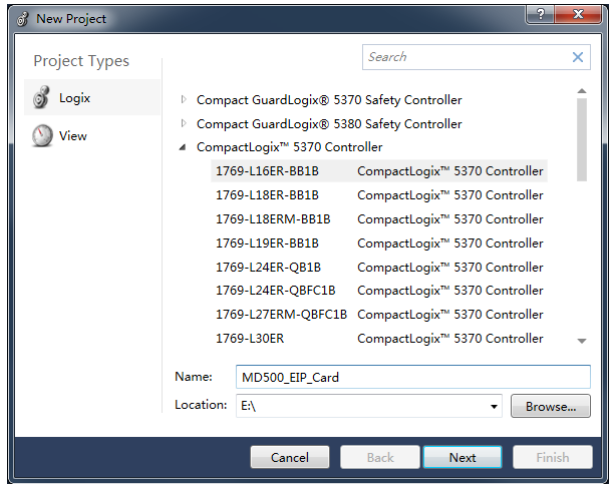 New Project
?
x
Project Types
Search
Logix
View
Compact GuardLogix® 5370 Safety Controller
Compact GuardLogix® 5380 Safety Controller
CompactLogix™ 5370 Controller
1769-L16ER-BB1B CompactLogix™ 5370 Controller
1769-L18ER-BB1B CompactLogix™ 5370 Controller
1769-L18ERM-BB1B CompactLogix™ 5370 Controller
1769-L19ER-BB1B CompactLogix™ 5370 Controller
1769-L24ER-QB1B CompactLogix™ 5370 Controller
1769-L24ER-QBFC1B CompactLogix™ 5370 Controller
1769-L27ERM-QBFC1B CompactLogix™ 5370 Controller
1769-L30ER CompactLogix™ 5370 Controller
Name: MD500_EIP_Card
Location: E:\ Browse...
Cancel Back Next Finish